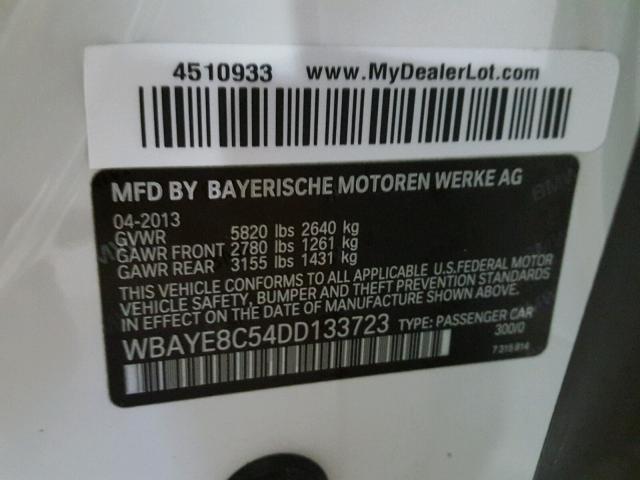 4510933 www.MyDealerLot.com
MFD BY BAYERISCHE MOTOREN WERKE AG
04-2013
GVWR 5820 lbs 2640 kg
GAWR FRONT 2780 lbs 1261 kg
GAWR REAR 3155 lbs 1431 kg
THIS VEHICLE CONFORMS TO ALL APPLICABLE U.S.FEDERAL MOTOR
VEHICLE SAFETY, BUMPER AND THEFT PREVENTION STANDARDS
IN EFFECT ON THE DATE OF MANUFACTURE SHOWN ABOVE.
WBAYE8C54DD133723 TYPE: PASSENGER CAR
300/0
7 315 814